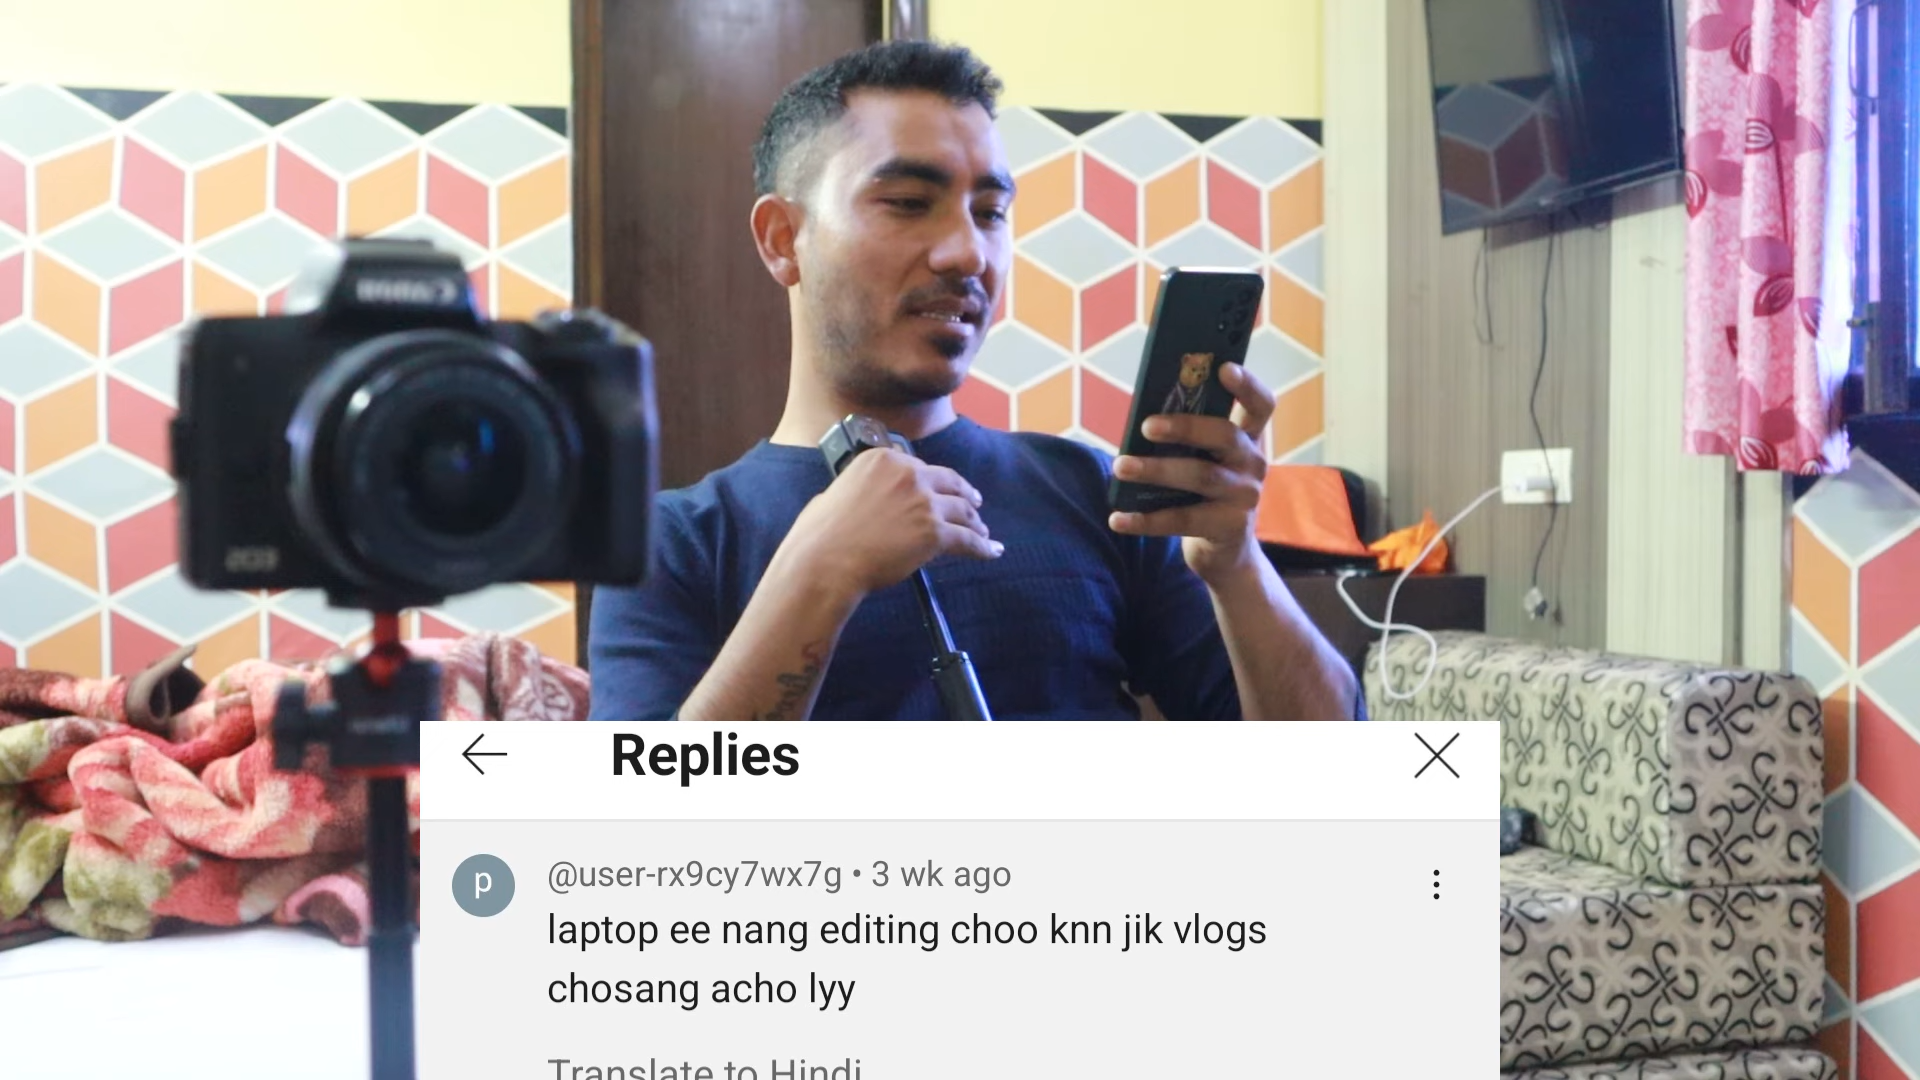 Canon
Replies
p
@user-rx9cy7wx7g • 3 wk ago
laptop ee nang editing choo knn jik vlogs
chosang acho lyy
Translate to Hindi